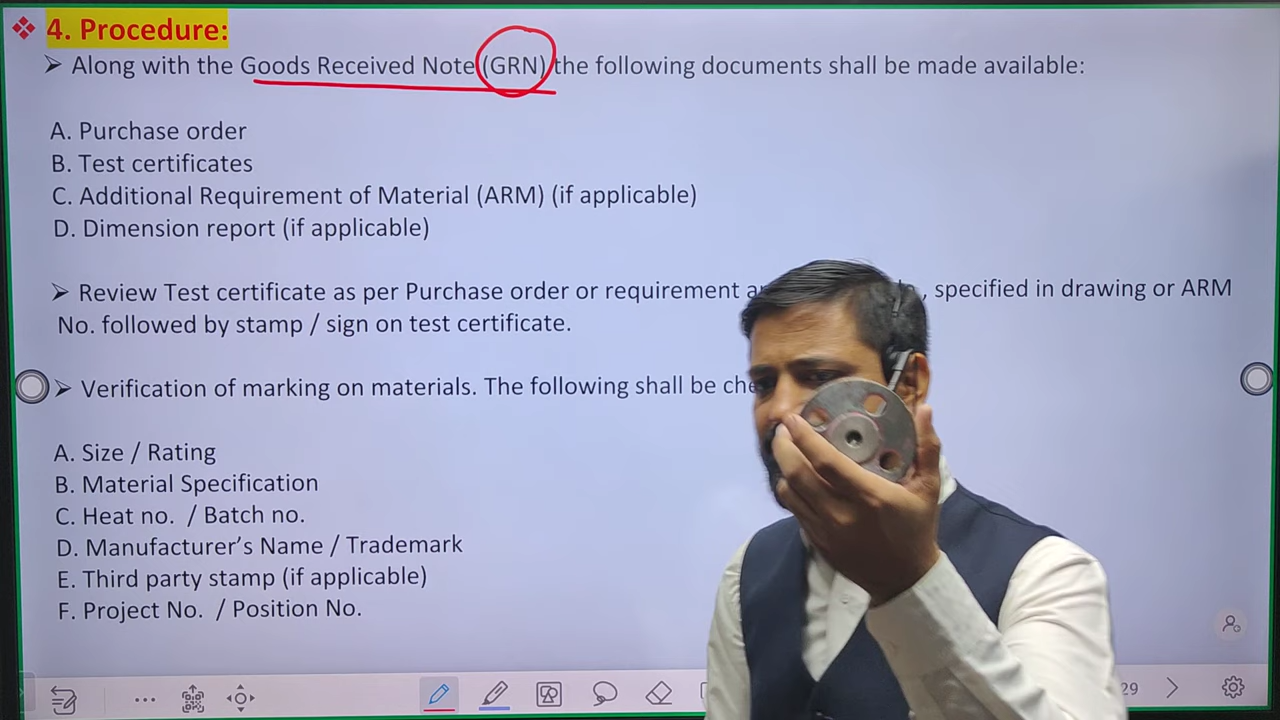 4. Procedure:
Along with the Goods Received Note (GRN) the following documents shall be made available:
A. Purchase order
B. Test certificates
C. Additional Requirement of Material (ARM) (if applicable)
D. Dimension report (if applicable)
Review Test certificate as per Purchase order or requirement , specified in drawing or ARM
No. followed by stamp / sign on test certificate.
Verification of marking on materials. The following shall be
A. Size / Rating
B. Material Specification
C. Heat no. / Batch no.
D. Manufacturer’s Name / Trademark
E. Third party stamp (if applicable)
F. Project No. / Position No.
29